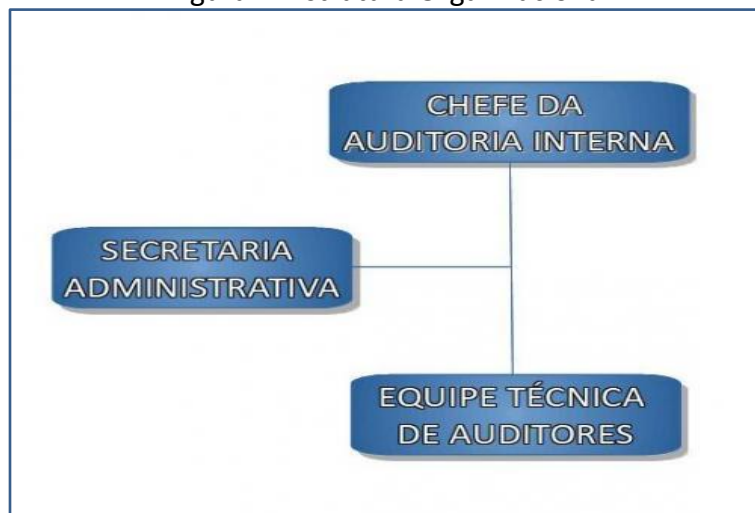 CHEFE DA
AUDITORIA INTERNA
SECRETARIA
ADMINISTRATIVA
EQUIPE TÉCNICA
DE AUDITORES